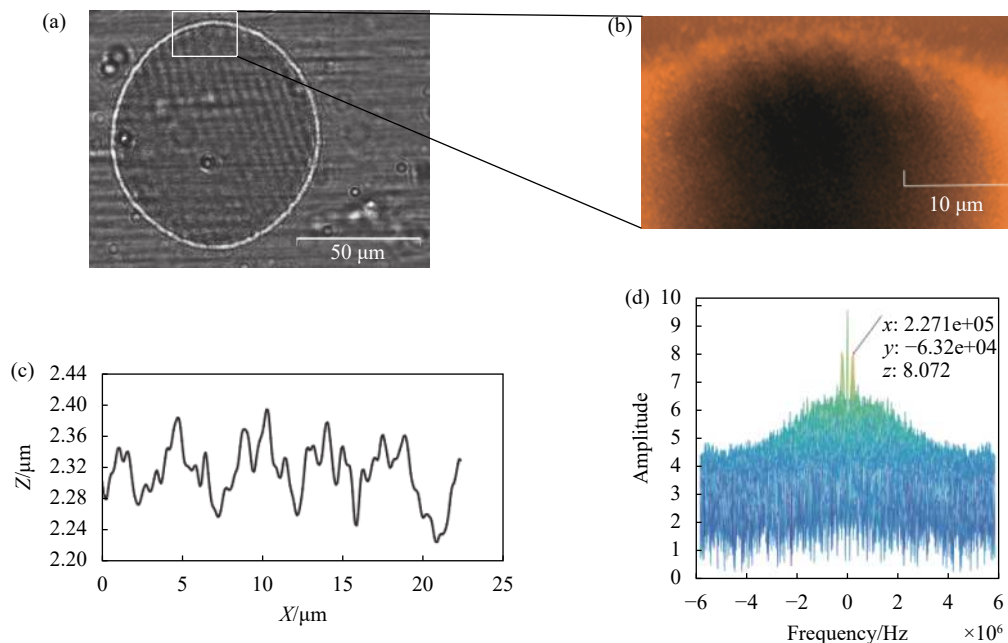 (a)
50 μm
(b)
10 μm
(c)
2.44
2.40
2.36
2.32
2.28
2.24
2.20
Z/μm
0
5
10
15
20
25
X/μm
(d)
10
9
8
7
6
5
4
3
2
1
0
Amplitude
x: 2.271e+05
y: −6.32e+04
z: 8.072
−6
−4
−2
0
2
4
6
Frequency/Hz
×10⁶